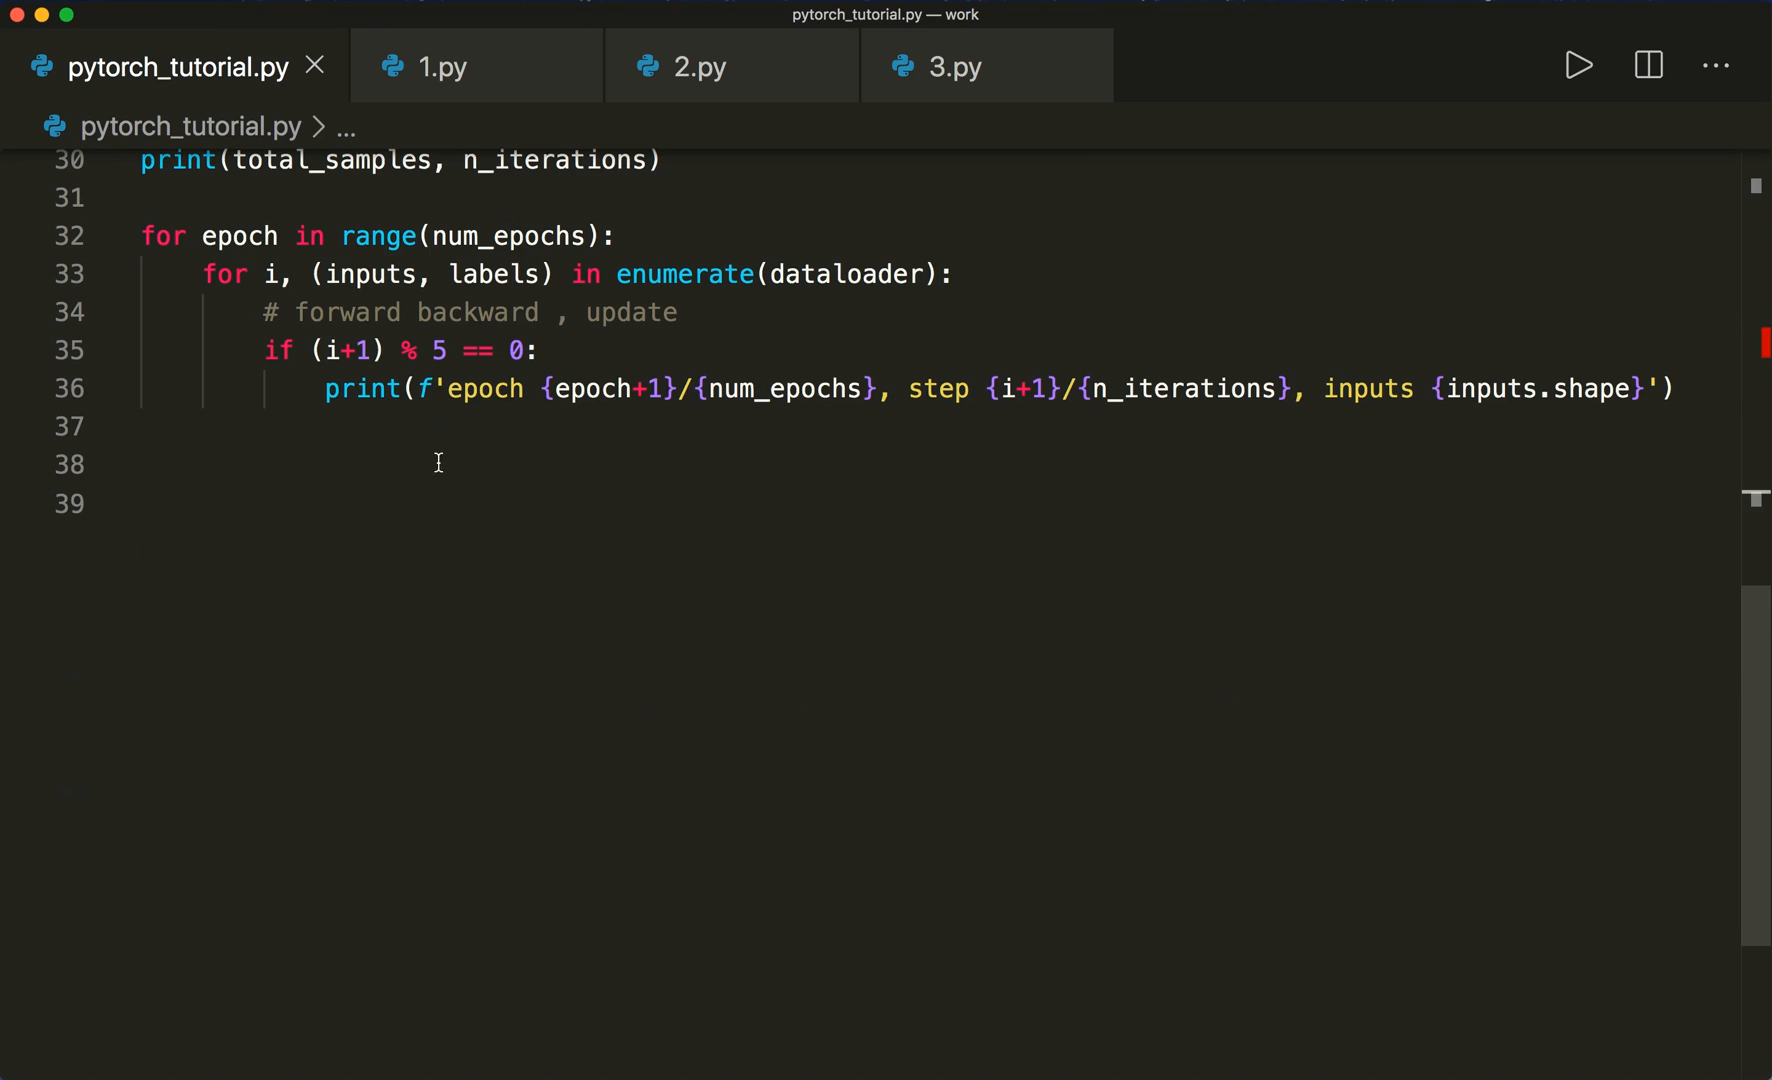 pytorch_tutorial.py — work
pytorch_tutorial.py
1.py
2.py
3.py
pytorch_tutorial.py > ...
30 print(total_samples, n_iterations)
31
32 for epoch in range(num_epochs):
33 for i, (inputs, labels) in enumerate(dataloader):
34 # forward backward , update
35 if (i+1) % 5 == 0:
36 print(f'epoch {epoch+1}/{num_epochs}, step {i+1}/{n_iterations}, inputs {inputs.shape}')
37
38
39